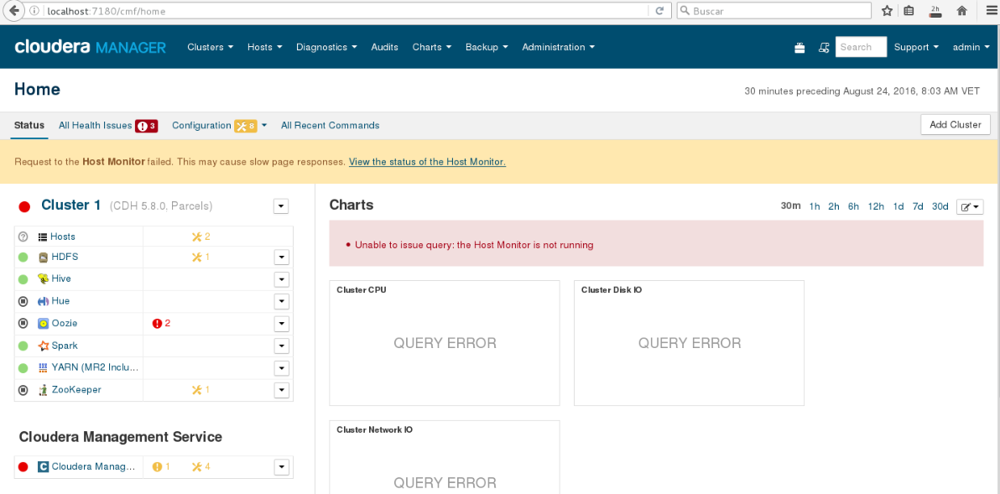 localhost:7180/cmf/home
Buscar
2h
cloudera MANAGER Clusters Hosts Diagnostics Audits Charts Backup Administration Search Support admin
Home
30 minutes preceding August 24, 2016, 8:03 AM VET
Status All Health Issues 3 Configuration 8 All Recent Commands Add Cluster
Request to the Host Monitor failed. This may cause slow page responses. View the status of the Host Monitor.
Cluster 1 (CDH 5.8.0, Parcels)
Hosts 2
HDFS 1
Hive
Hue
Oozie 2
Spark
YARN (MR2 Inclu...
ZooKeeper 1
Cloudera Management Service
C Cloudera Manag... 1 4
Charts
30m 1h 2h 6h 12h 1d 7d 30d
Unable to issue query: the Host Monitor is not running
Cluster CPU
QUERY ERROR
Cluster Disk IO
QUERY ERROR
Cluster Network IO
QUERY ERROR